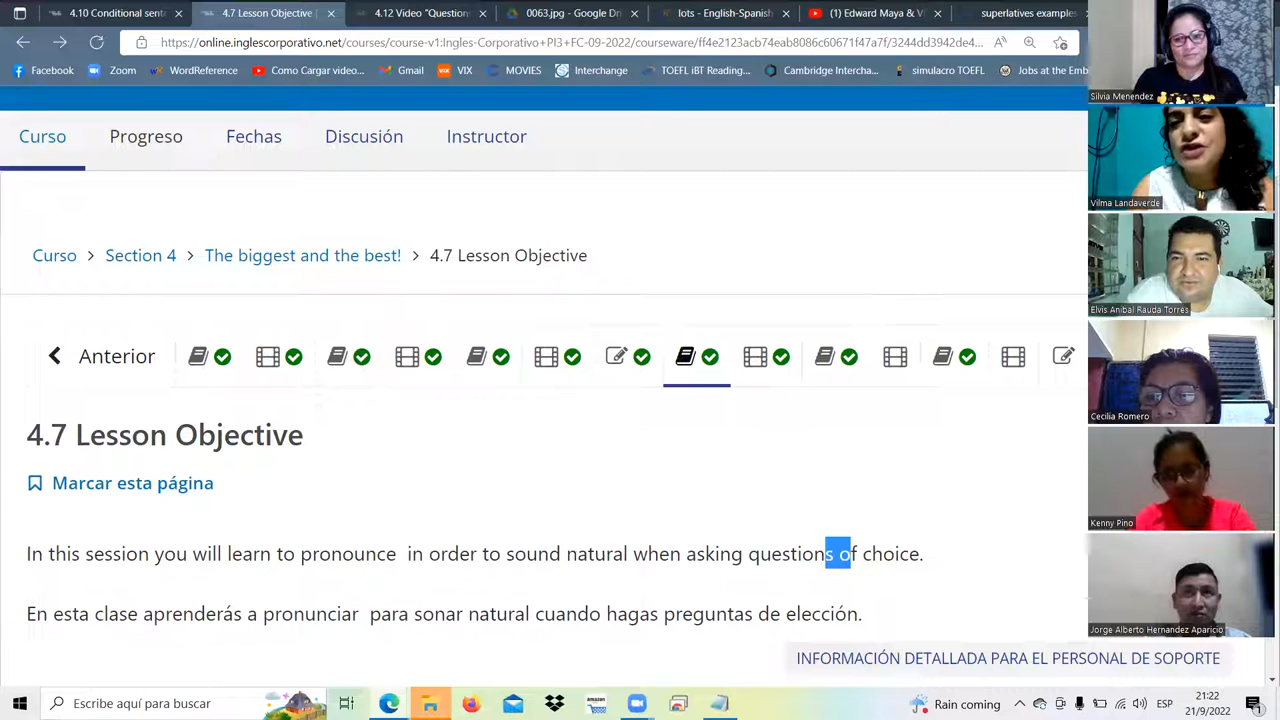 10 Conditional senta
4.7 Lesson Objective
4.12 Video "Question
0063.jpg - Google Dri
lots - English-Spanish
(1) Edward Maya & V
superlatives examples
https://online.inglescorporativo.net/courses/course-v1:Ingles-Corporativo+PI3+FC-09-2022/courseware/ff4e2123acb74eab8086c60671f47a7f/3244dd3942de4...
Facebook
Zoom
WordReference
Como Cargar video...
Gmail
VIX
MOVIES
Interchange
TOEFL iBT Reading...
Cambridge Intercha...
simulacro TOEFL
Jobs at the Emb
Curso
Progreso
Fechas
Discusión
Instructor
Curso > Section 4 > The biggest and the best! > 4.7 Lesson Objective
Anterior
4.7 Lesson Objective
Marcar esta página
In this session you will learn to pronounce in order to sound natural when asking questions of choice.
En esta clase aprenderás a pronunciar para sonar natural cuando hagas preguntas de elección.
INFORMACIÓN DETALLADA PARA EL PERSONAL DE SOPORTE
Silvia Menendez
Vilma Landaverde
Elvis Anibal Rauda Torres
Cecilia Romero
Kenny Pino
Jorge Alberto Hernandez Aparicio
Escribe aquí para buscar
amazon
Rain coming
ESP
21:22
21/9/2022
1